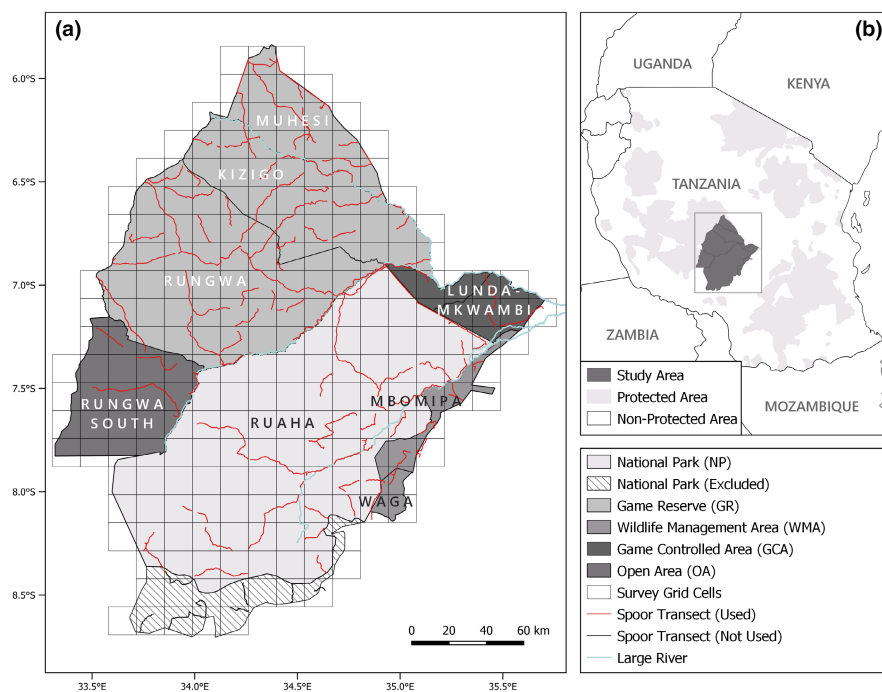 (a)
6.0°S
6.5°S
7.0°S
7.5°S
8.0°S
8.5°S
MUHESI
KIZIGO
RUNGWA
LUNDA-
MKWAMBI
RUNGWA
SOUTH
RUAHA
MBOMIPA
WAGA
0 20 40 60 km
33.5°E 34.0°E 34.5°E 35.0°E 35.5°E
(b)
UGANDA
KENYA
TANZANIA
ZAMBIA
MOZAMBIQUE
Study Area
Protected Area
Non-Protected Area
National Park (NP)
National Park (Excluded)
Game Reserve (GR)
Wildlife Management Area (WMA)
Game Controlled Area (GCA)
Open Area (OA)
Survey Grid Cells
Spoor Transect (Used)
Spoor Transect (Not Used)
Large River